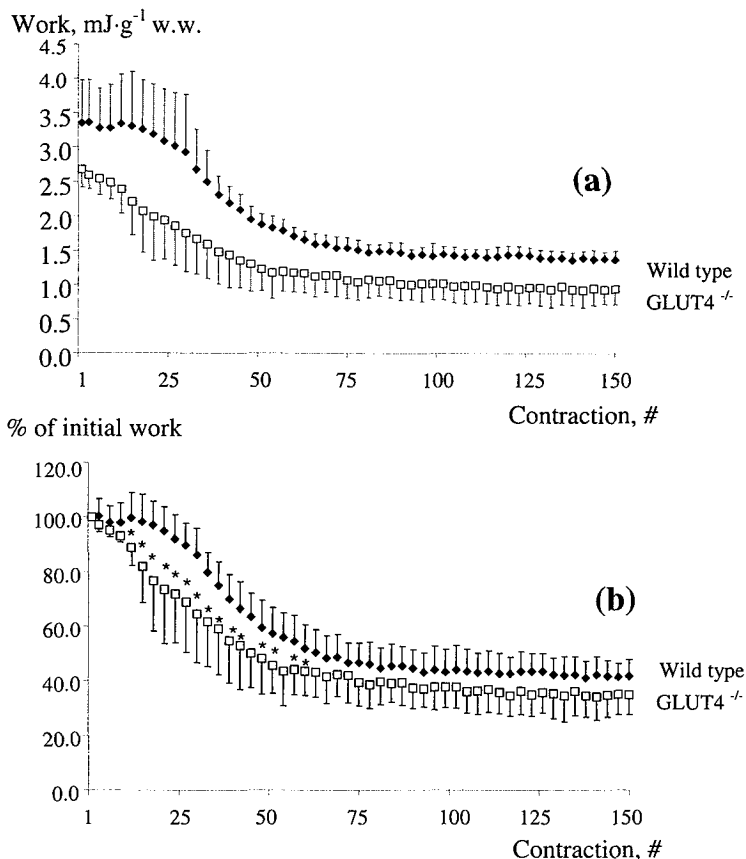 Work, mJ·g⁻¹ w.w.
4.5
4.0
3.5
3.0
2.5
2.0
1.5
1.0
0.5
0.0
(a)
Wild type
GLUT4 ⁻/⁻
1 25 50 75 100 125 150
Contraction, #
% of initial work
120.0
100.0
80.0
60.0
40.0
20.0
0.0
* * * * * * * * * * * * * * *
(b)
Wild type
GLUT4 ⁻/⁻
1 25 50 75 100 125 150
Contraction, #